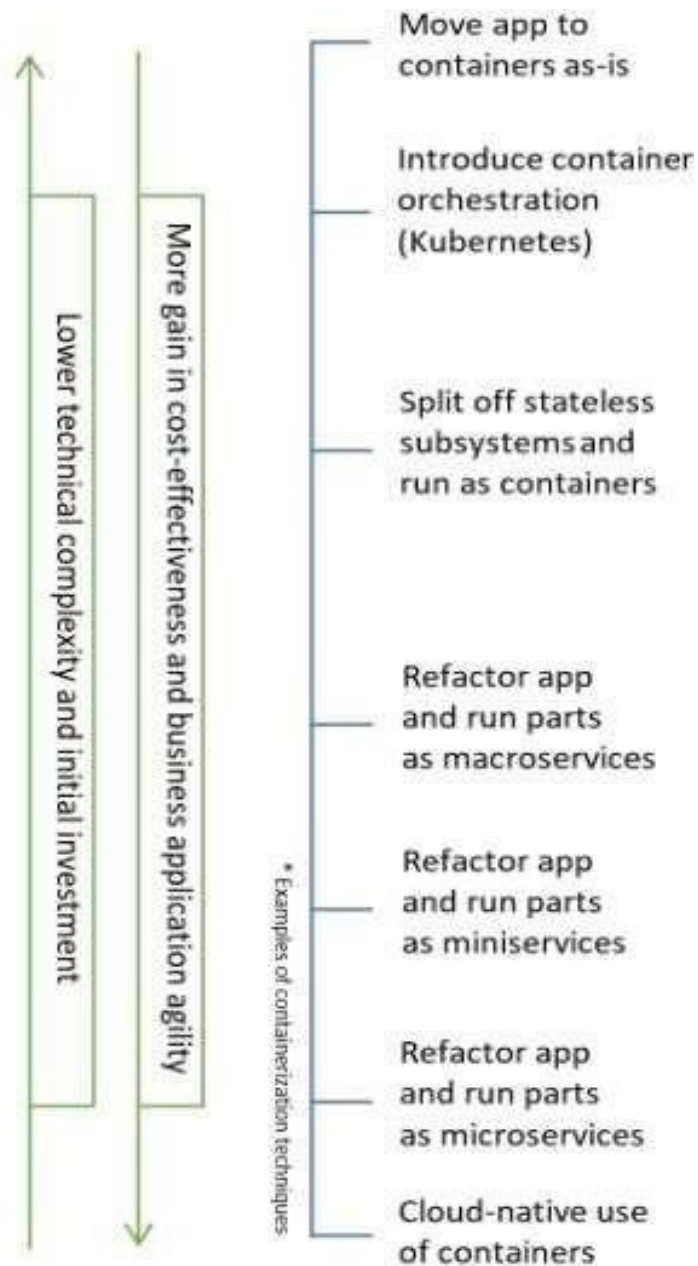 Move app to
containers as-is
Introduce container
orchestration
(Kubernetes)
Split off stateless
subsystems and
run as containers
Refactor app
and run parts
as macroservices
Refactor app
and run parts
as miniservices
Refactor app
and run parts
as microservices
Cloud-native use
of containers
Lower technical complexity and initial investment
More gain in cost-effectiveness and business application agility
* Examples of containerization techniques